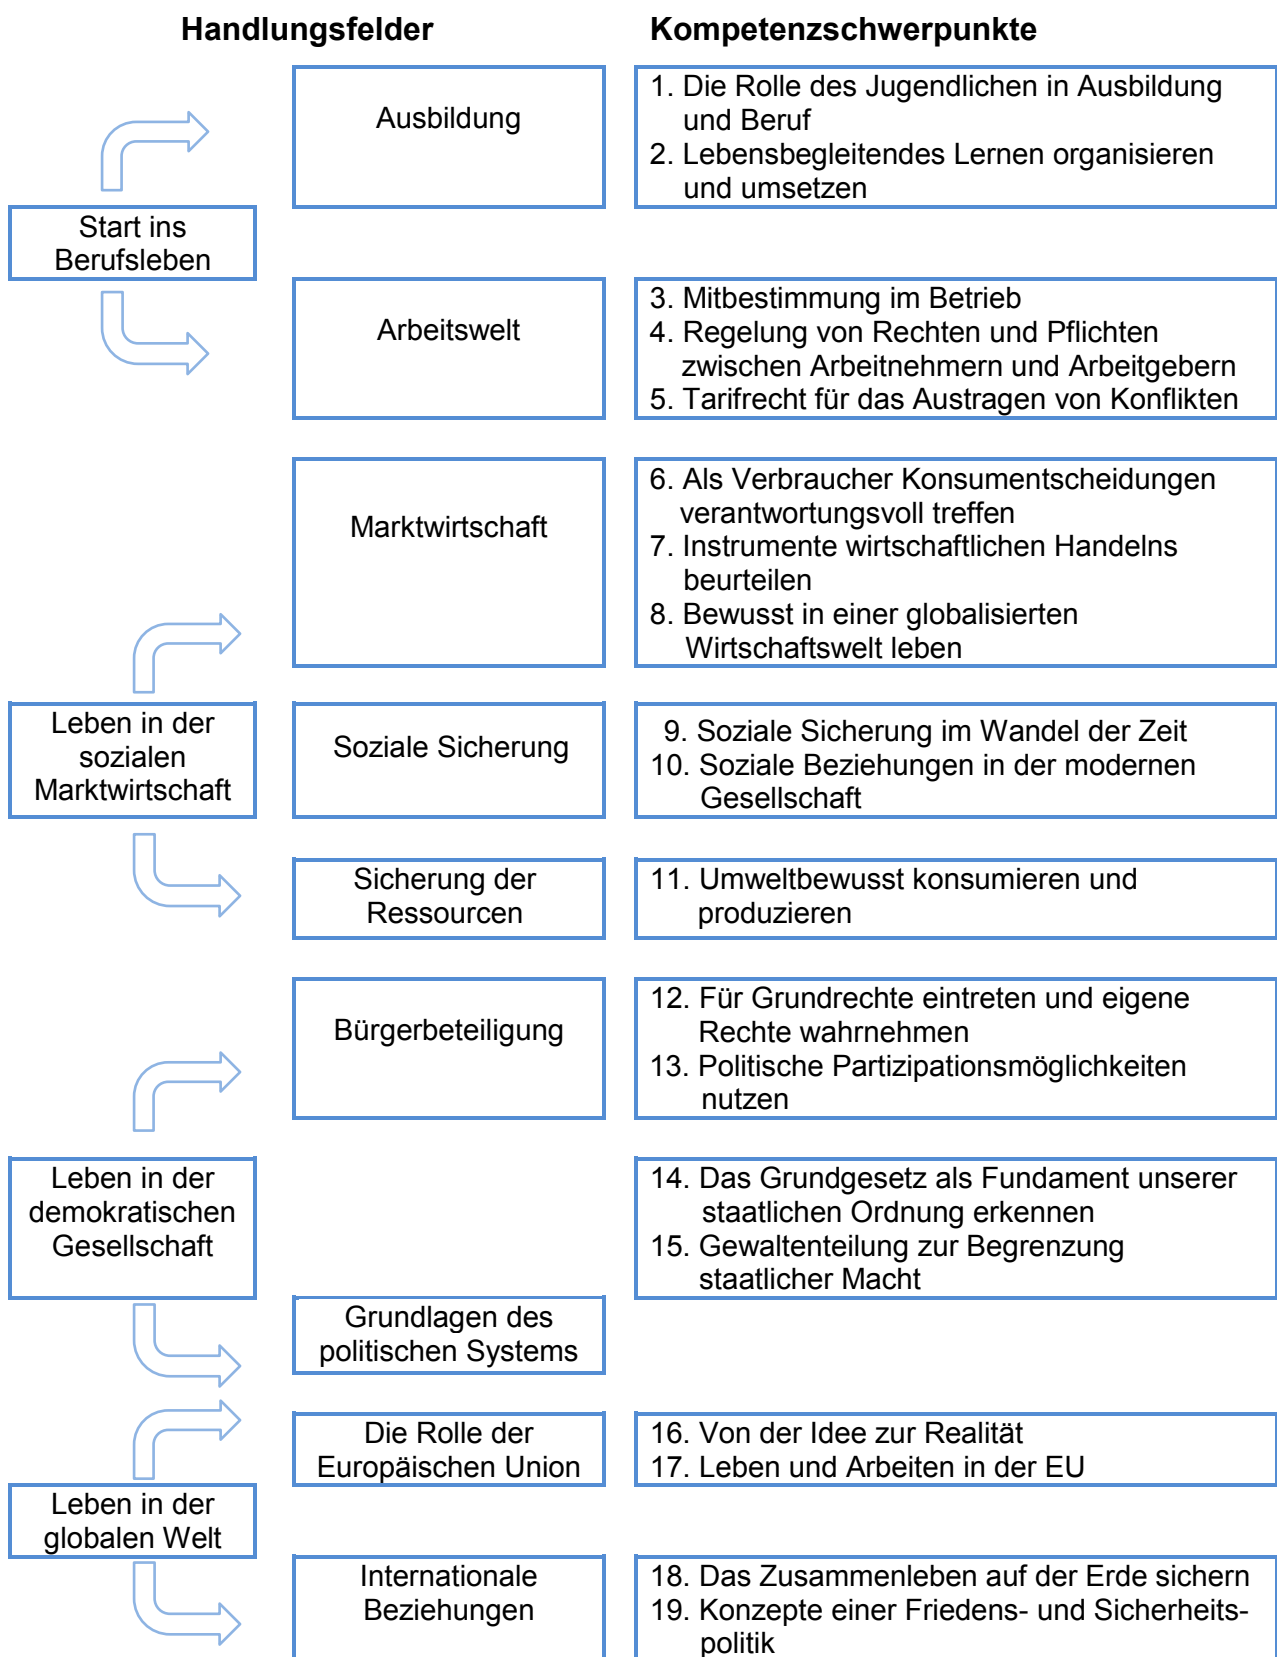 Handlungsfelder
Kompetenzschwerpunkte
Start ins
Berufsleben
Ausbildung
1. Die Rolle des Jugendlichen in Ausbildung
und Beruf
2. Lebensbegleitendes Lernen organisieren
und umsetzen
Arbeitswelt
3. Mitbestimmung im Betrieb
4. Regelung von Rechten und Pflichten
zwischen Arbeitnehmern und Arbeitgebern
5. Tarifrecht für das Austragen von Konflikten
Leben in der
sozialen
Marktwirtschaft
Marktwirtschaft
6. Als Verbraucher Konsumentscheidungen
verantwortungsvoll treffen
7. Instrumente wirtschaftlichen Handelns
beurteilen
8. Bewusst in einer globalisierten
Wirtschaftswelt leben
Soziale Sicherung
9. Soziale Sicherung im Wandel der Zeit
10. Soziale Beziehungen in der modernen
Gesellschaft
Sicherung der
Ressourcen
11. Umweltbewusst konsumieren und
produzieren
Leben in der
demokratischen
Gesellschaft
Bürgerbeteiligung
12. Für Grundrechte eintreten und eigene
Rechte wahrnehmen
13. Politische Partizipationsmöglichkeiten
nutzen
14. Das Grundgesetz als Fundament unserer
staatlichen Ordnung erkennen
15. Gewaltenteilung zur Begrenzung
staatlicher Macht
Grundlagen des
politischen Systems
Leben in der
globalen Welt
Die Rolle der
Europäischen Union
16. Von der Idee zur Realität
17. Leben und Arbeiten in der EU
Internationale
Beziehungen
18. Das Zusammenleben auf der Erde sichern
19. Konzepte einer Friedens- und Sicherheits-
politik